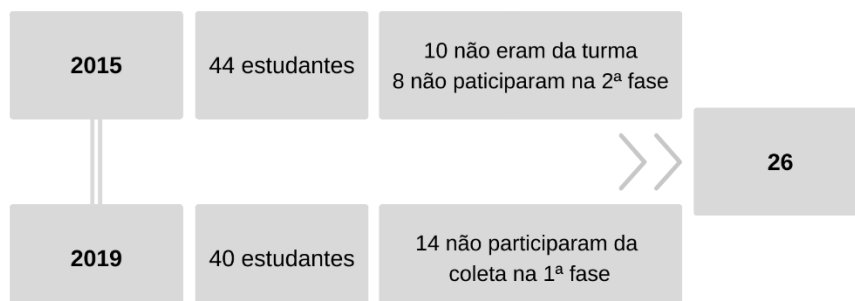 2015
44 estudantes
10 não eram da turma
8 não paticiparam na 2ª fase
26
2019
40 estudantes
14 não participaram da
coleta na 1ª fase